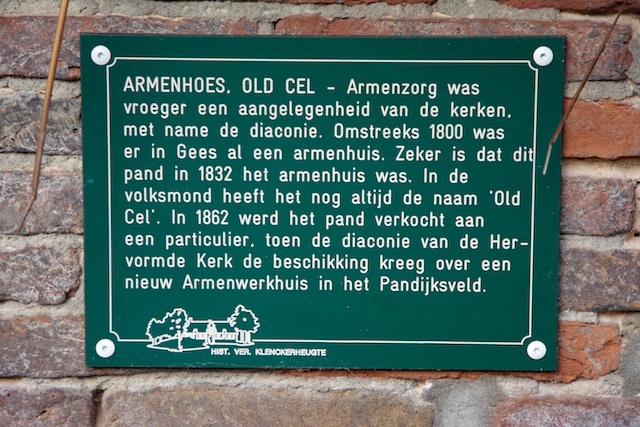 ARMENHOES, OLD CEL - Armenzorg was
vroeger een aangelegenheid van de kerken,
met name de diaconie. Omstreeks 1800 was
er in Gees al een armenhuis. Zeker is dat dit
pand in 1832 het armenhuis was. In de
volksmond heeft het nog altijd de naam 'Old
Cel'. In 1862 werd het pand verkocht aan
een particulier, toen de diaconie van de Her-
vormde Kerk de beschikking kreeg over een
nieuw Armenwerkhuis in het Pandijksveld.
HIST. VER. KLENCKERHEUGTE